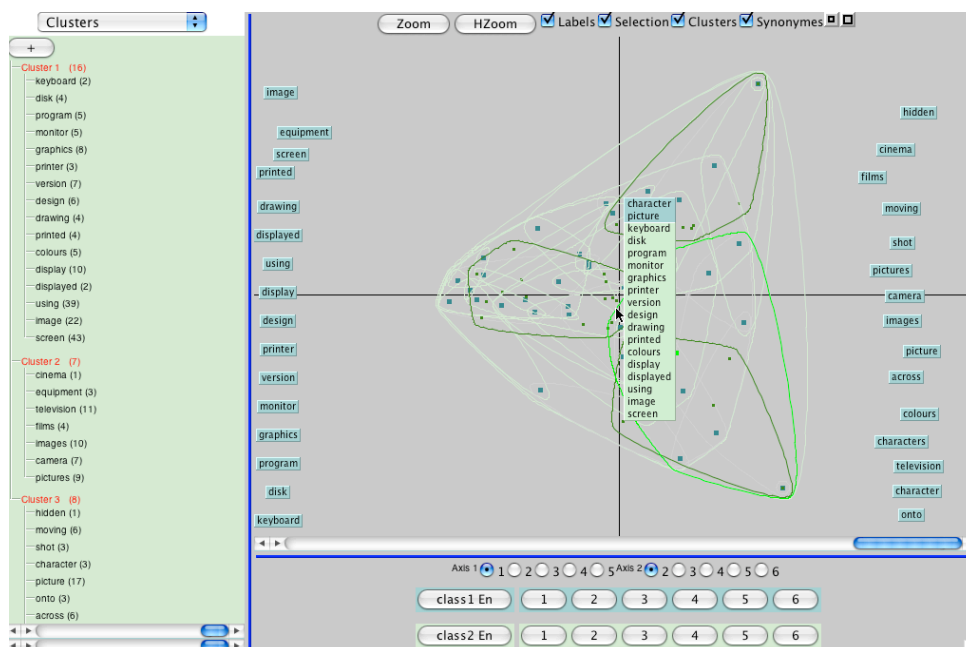 Clusters
+
Cluster 1 (16)
keyboard (2)
disk (4)
program (5)
monitor (5)
graphics (8)
printer (3)
version (7)
design (6)
drawing (4)
printed (4)
colours (5)
display (10)
displayed (2)
using (39)
image (22)
screen (43)
Cluster 2 (7)
cinema (1)
equipment (3)
television (11)
films (4)
images (10)
camera (7)
pictures (9)
Cluster 3 (8)
hidden (1)
moving (6)
shot (3)
character (3)
picture (17)
onto (3)
across (6)
Zoom HZoom Labels Selection Clusters Synonymes
image
equipment
screen
printed
drawing
displayed
using
display
design
printer
version
monitor
graphics
program
disk
keyboard
character
picture
keyboard
disk
program
monitor
graphics
printer
version
design
drawing
printed
colours
display
displayed
using
image
screen
hidden
cinema
films
moving
shot
pictures
camera
images
picture
across
colours
characters
television
character
onto
Axis 1 1 2 3 4 5 Axis 2 2 3 4 5 6
class1 En 1 2 3 4 5 6
class2 En 1 2 3 4 5 6